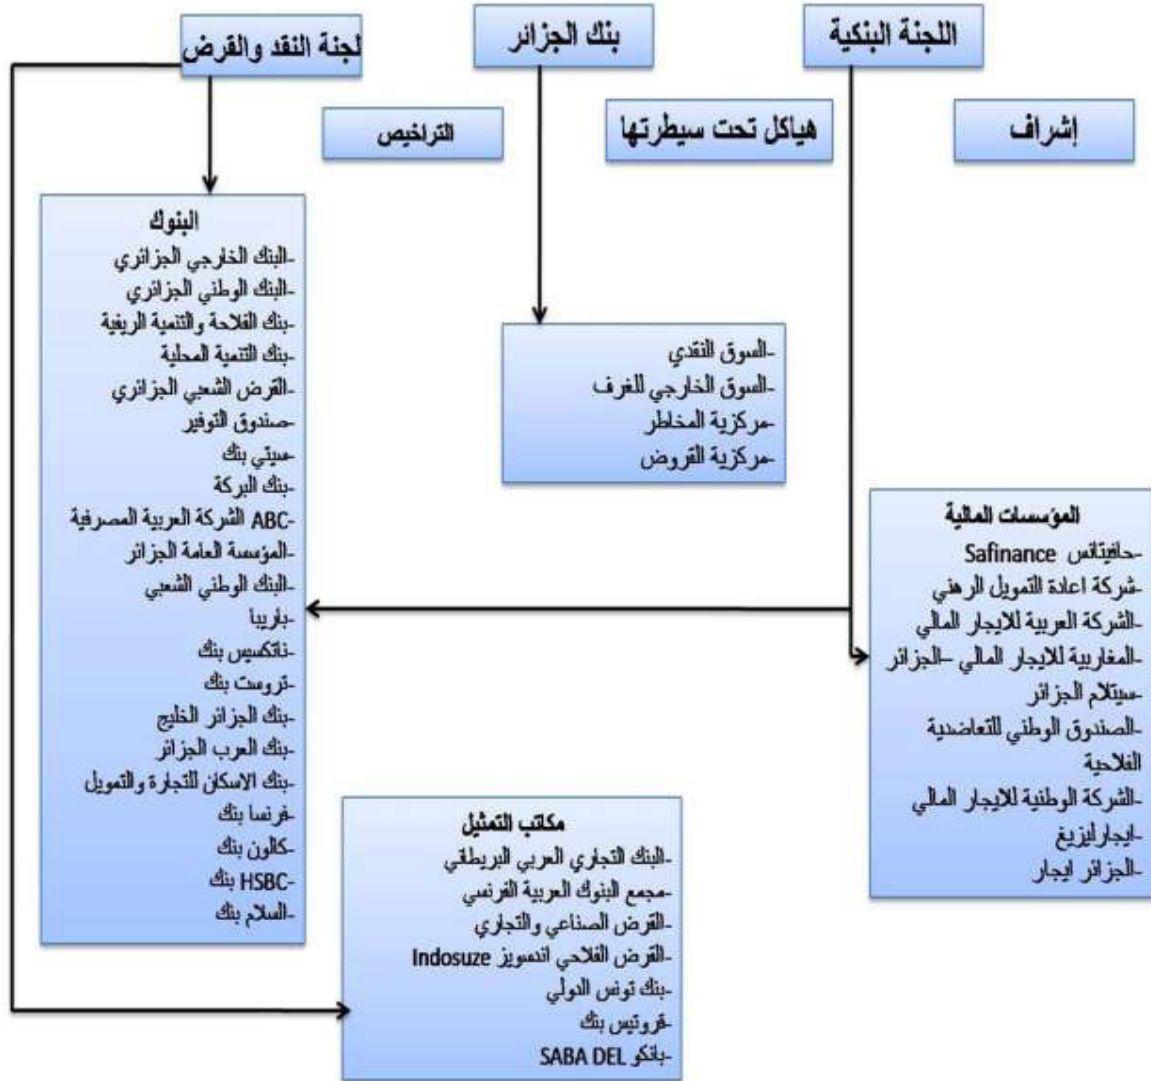 اللجنة البنكية
بنك الجزائر
لجنة النقد والقرض
إشراف
هياكل تحت سيطرتها
التراخيص
البنوك
-البنك الخارجي الجزائري
-البنك الوطني الجزائري
-بنك الفلاحة والتنمية الريفية
-بنك التنمية المحلية
-القرض الشعبي الجزائري
-صندوق التوفير
-سيتي بنك
-بنك البركة
-ABC الشركة العربية المصرفية
-المؤسسة العامة الجزائر
-البنك الوطني الشعبي
-باريبا
-ناتكسيس بنك
-تروست بنك
-بنك الجزائر الخليج
-بنك العرب الجزائر
-بنك الاسكان للتجارة والتمويل
-فرنسا بنك
-كالون بنك
-HSBC بنك
-السلام بنك
-السوق النقدي
-السوق الخارجي للغرف
-مركزية المخاطر
-مركزية القروض
المؤسسات المالية
-حافيتانس Safinance
-شركة اعادة التمويل الرهني
-الشركة العربية للايجار المالي
-المغاربية للايجار المالي –الجزائر
-سيتلام الجزائر
-الصندوق الوطني للتعاضدية
الفلاحية
-الشركة الوطنية للايجار المالي
-ايجارليزيغ
-الجزائر ايجار
مكاتب التمثيل
-البنك التجاري العربي البريطاني
-مجمع البنوك العربية الفرنسي
-القرض الصناعي والتجاري
-القرض الفلاحي اندسويز Indosuze
-بنك تونس الدولي
-فروتيس بنك
-بانكو SABA DEL